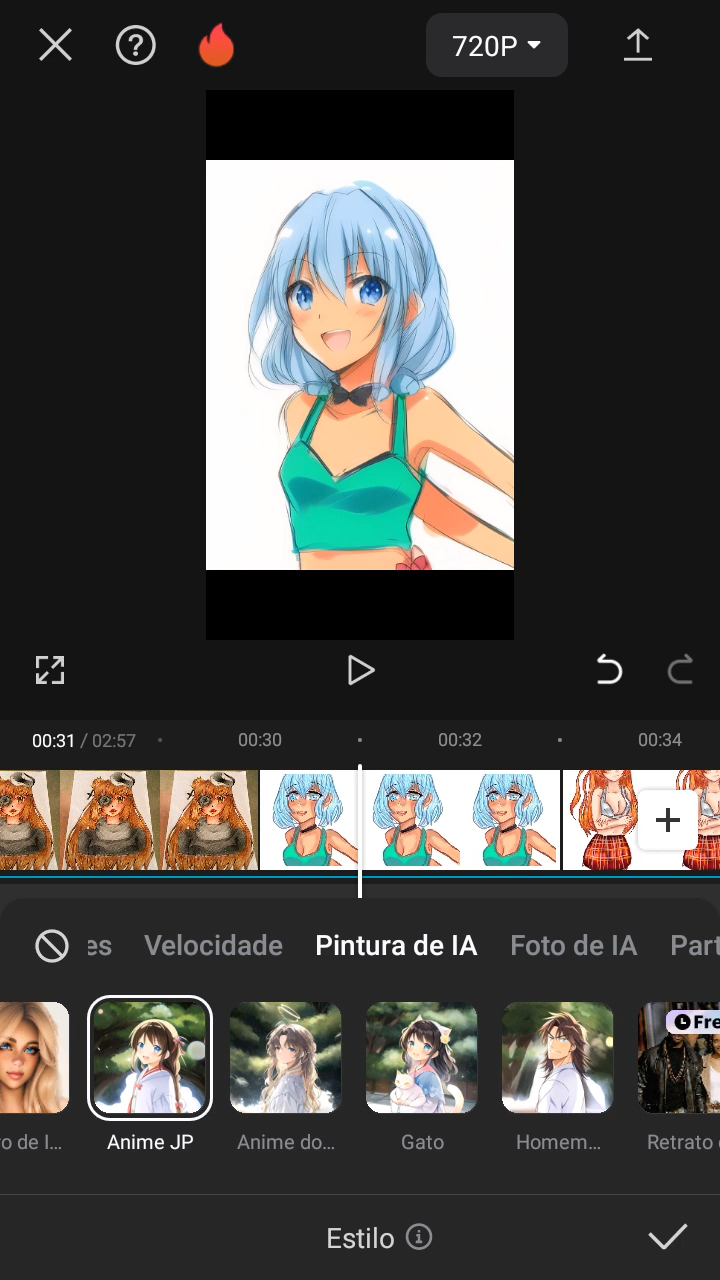 720P
00:31 / 02:57
00:30
00:32
00:34
es
Velocidade
Pintura de IA
Foto de IA
Part
Fre
o de I...
Anime JP
Anime do...
Gato
Homem...
Retrato
Estilo